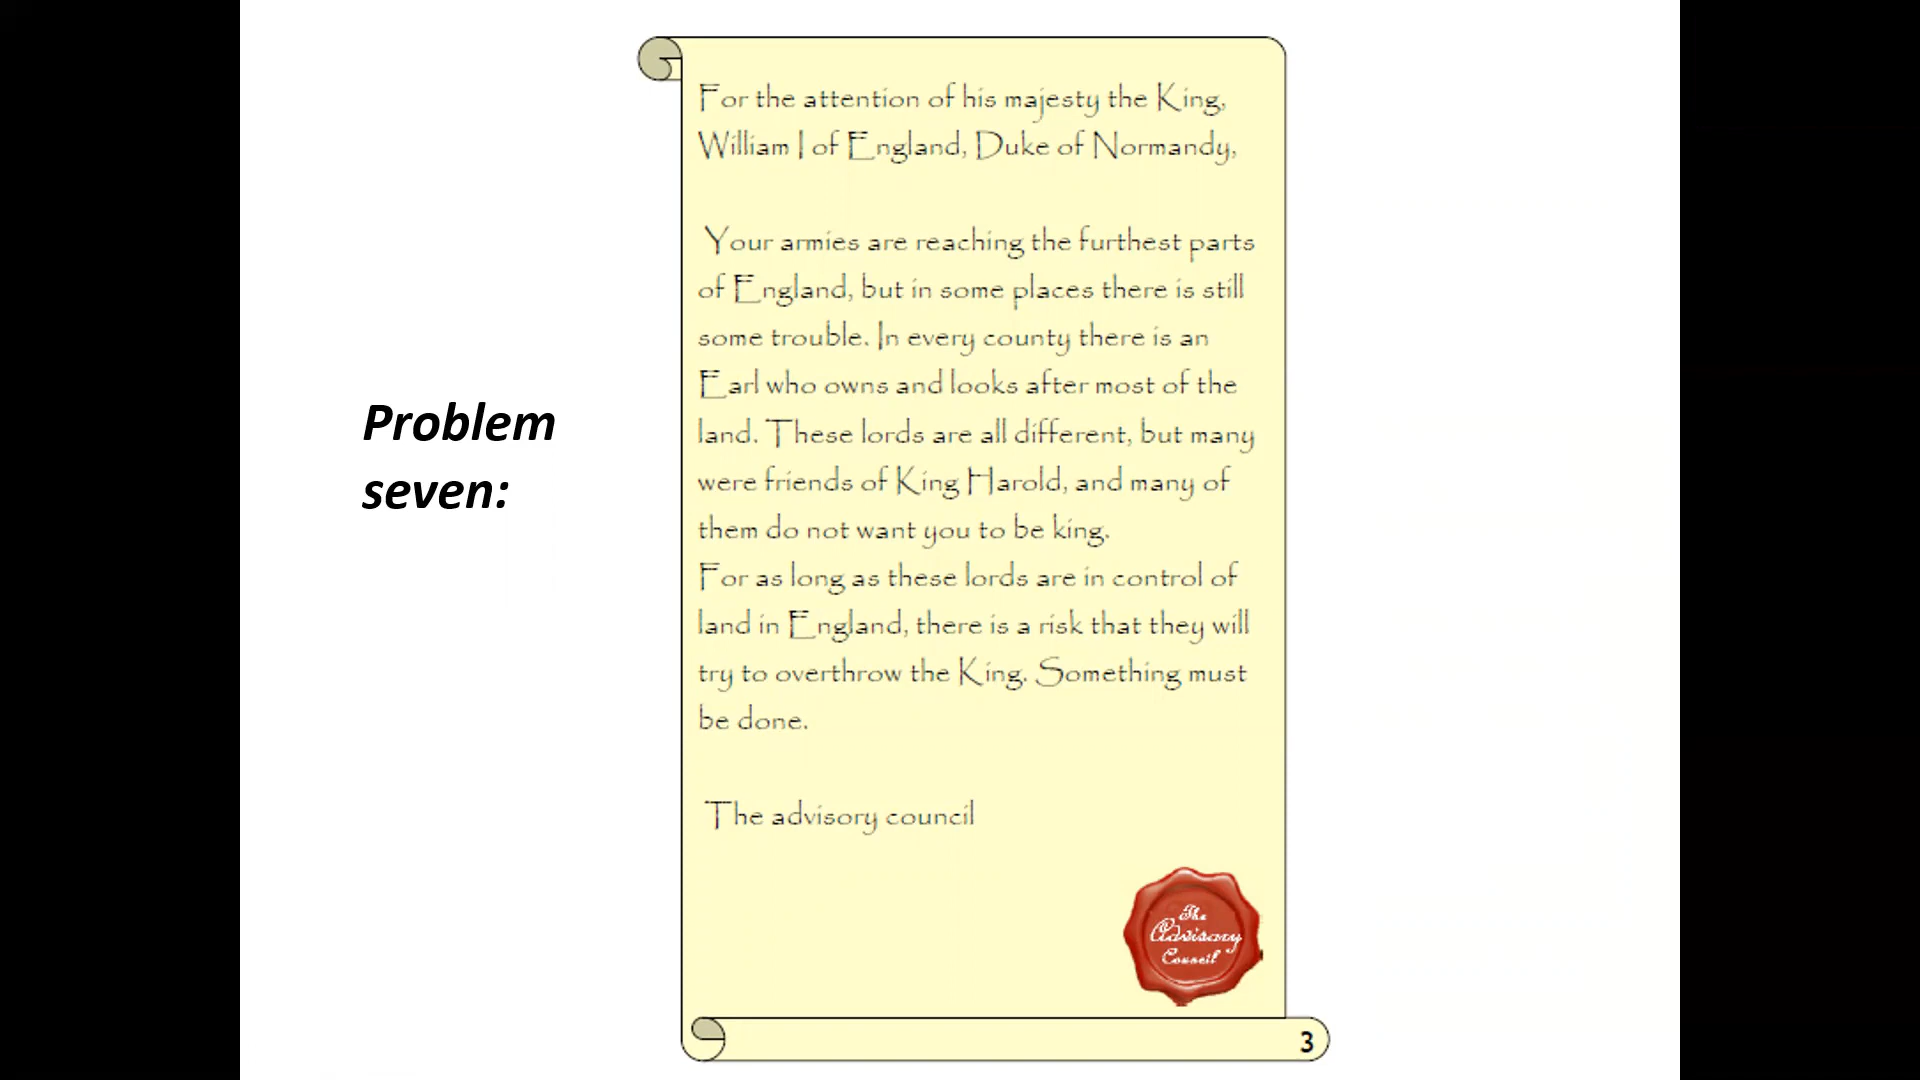 Problem
seven:
For the attention of his majesty the King,
William I of England, Duke of Normandy,
Your armies are reaching the furthest parts
of England, but in some places there is still
some trouble. In every county there is an
Earl who owns and looks after most of the
land. These lords are all different, but many
were friends of King Harold, and many of
them do not want you to be king.
For as long as these lords are in control of
land in England, there is a risk that they will
try to overthrow the King. Something must
be done.
The advisory council
The
Advisary
Council
3